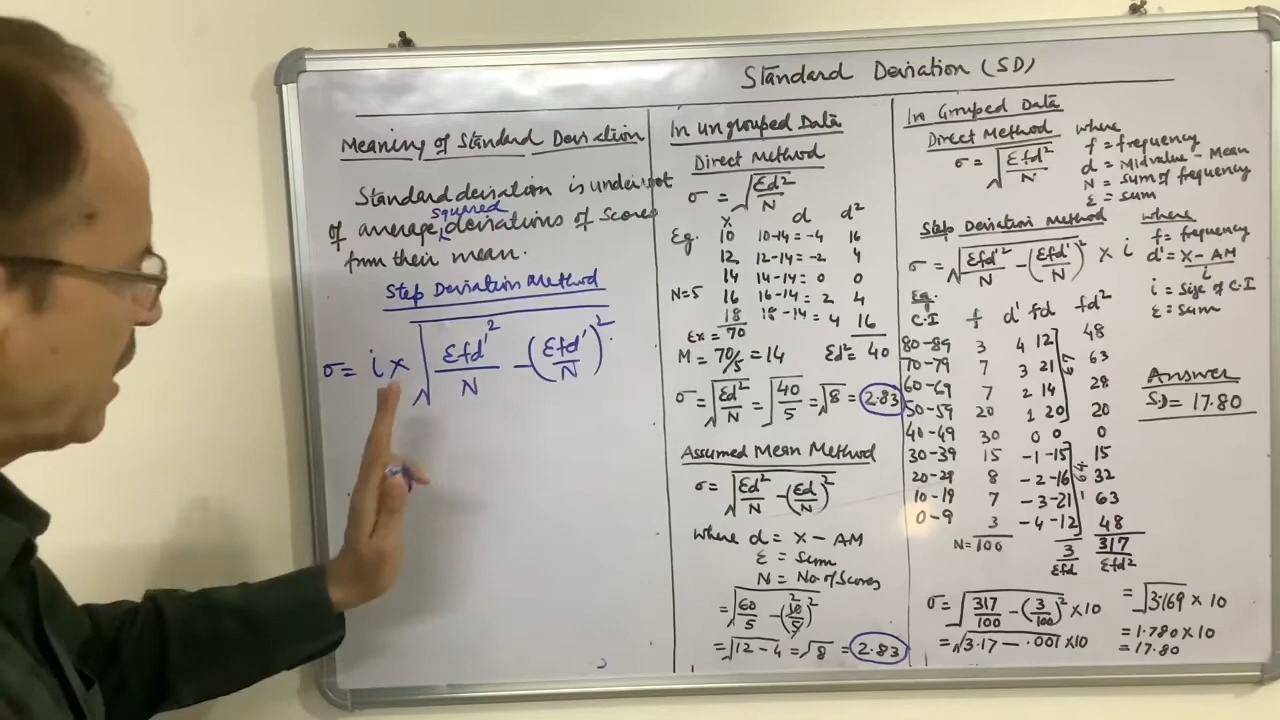 Standard Deviation (SD)
Meaning of Standard Deviation
Standard deviation is under root
of average squared deviations of scores
from their mean.
Step Deviation Method
σ = i × √(Σfd'²/N - (Σfd'/N)²)
In Ungrouped Data
Direct Method
σ = √(Σd²/N)
x d d²
Eg. 10 10-14 = -4 16
12 12-14 = -2 4
14 14-14 = 0 0
N=5 16 16-14 = 2 4
18 18-14 = 4 16
Σx = 70
M = 70/5 = 14 Σd² = 40
σ = √(Σd²/N) = √(40/5) = √8 = 2.83
Assumed Mean Method
σ = √(Σd²/N - (Σd/N)²)
where d = X - AM
Σ = Sum
N = No. of Scores
= √(60/5 - (10/5)²) 2
= √(12-4) = √8 = 2.83
In Grouped Data
Direct Method
σ = √(Σfd²/N)
where
f = frequency
d = Midvalue - Mean
N = sum of frequency
Σ = sum
Step Deviation Method
σ = √(Σfd'²/N - (Σfd'/N)²) × i
where
f = frequency
d' = X - AM / i
i = Size of C.I
Σ = Sum
Eg.
C.I f d' fd fd²
80-89 3 4 12 48
70-79 7 3 21 63
60-69 7 2 14 28
50-59 20 1 20 20
67
40-49 30 0 0 0
30-39 15 -1 -15 15
20-29 8 -2 -16 32
10-19 7 -3 -21 63
0-9 3 -4 -12 48
N = 100 3 317
Σfd Σfd²
Answer
SD = 17.80
σ = √(317/100 - (3/100)²) × 10
= √(3.17 - .001) × 10
= √3.169 × 10
= 1.780 × 10
= 17.80